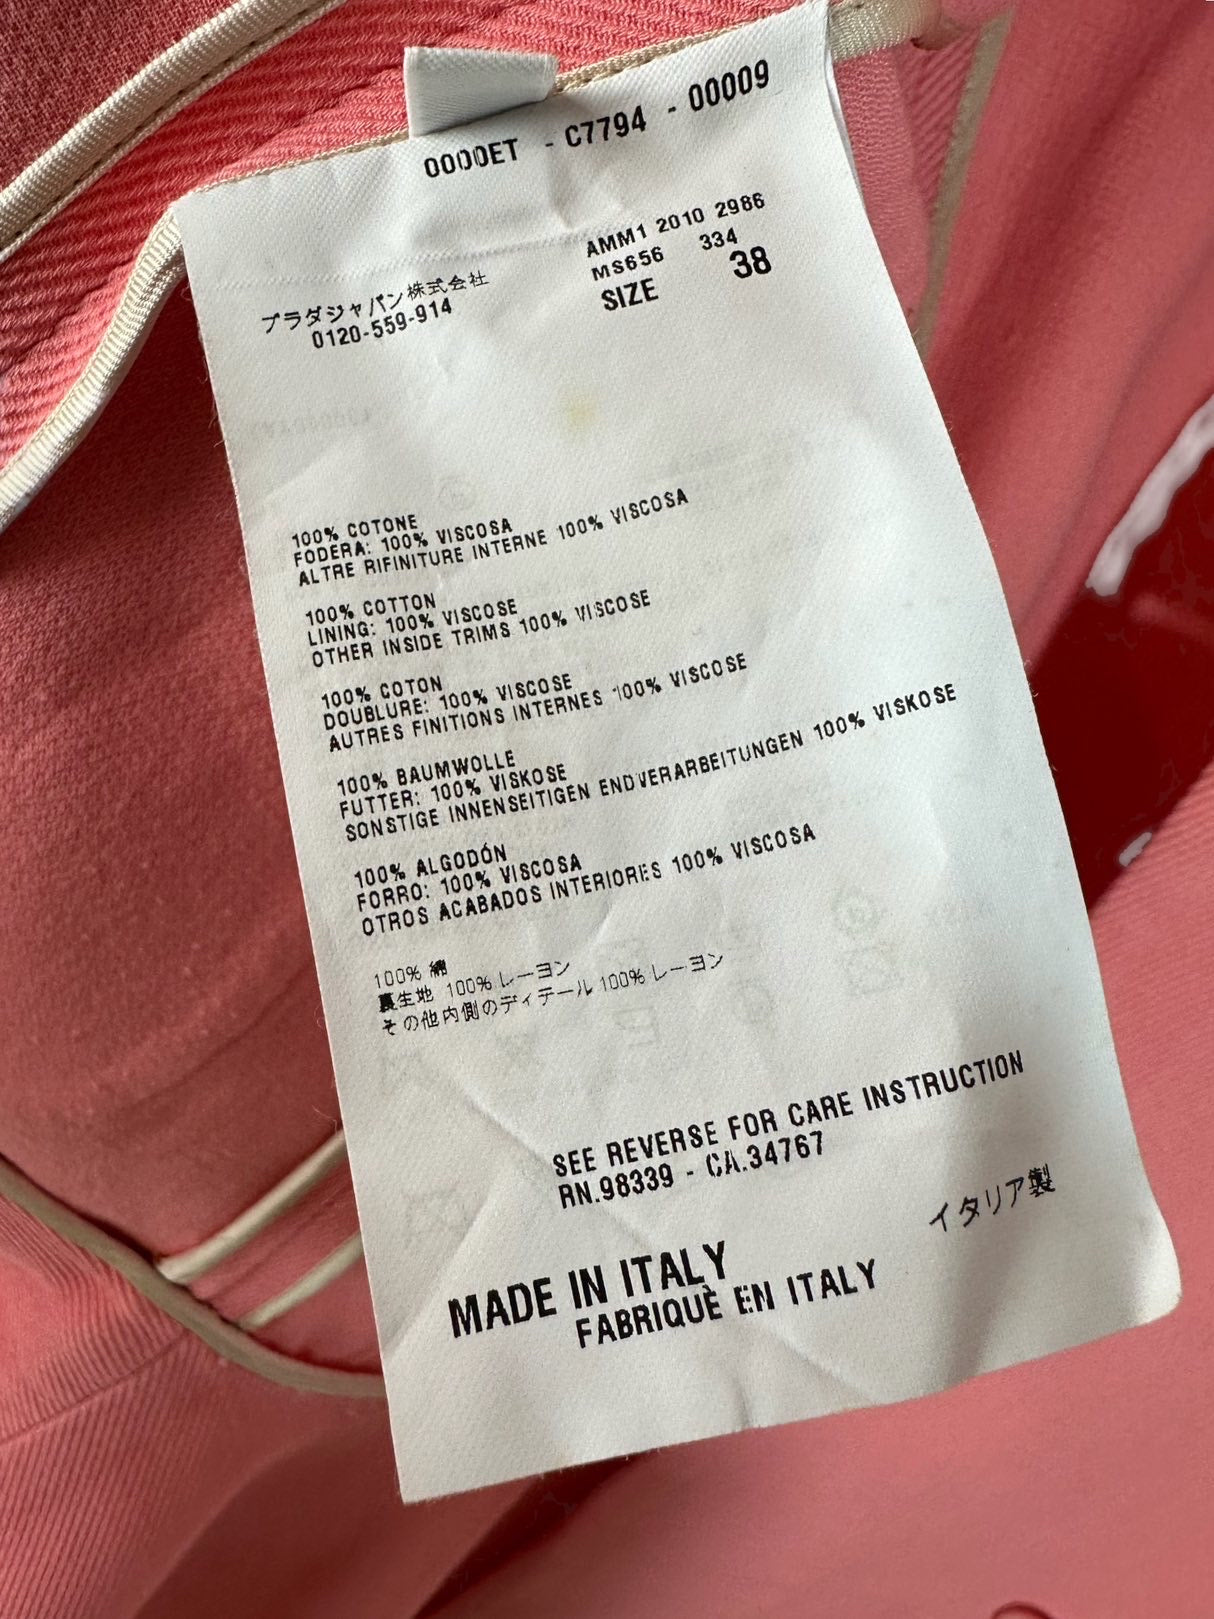 0000ET - C7794 - 00009
AMM1 2010 2986
MS656 334
SIZE 38
プラダジャパン株式会社
0120-559-914
100% COTONE
FODERA: 100% VISCOSA
ALTRE RIFINITURE INTERNE 100% VISCOSA
100% COTTON
LINING: 100% VISCOSE
OTHER INSIDE TRIMS 100% VISCOSE
100% COTON
DOUBLURE: 100% VISCOSE
AUTRES FINITIONS INTERNES 100% VISCOSE
100% BAUMWOLLE
FUTTER: 100% VISKOSE
SONSTIGE INNENSEITIGEN ENDVERARBEITUNGEN 100% VISKOSE
100% ALGODÓN
FORRO: 100% VISCOSA
OTROS ACABADOS INTERIORES 100% VISCOSA
100% 綿
裏生地 100% レーヨン
その他内側のディテール 100% レーヨン
SEE REVERSE FOR CARE INSTRUCTION
RN.98339 - CA.34767
イタリア製
MADE IN ITALY
FABRIQUÈ EN ITALY